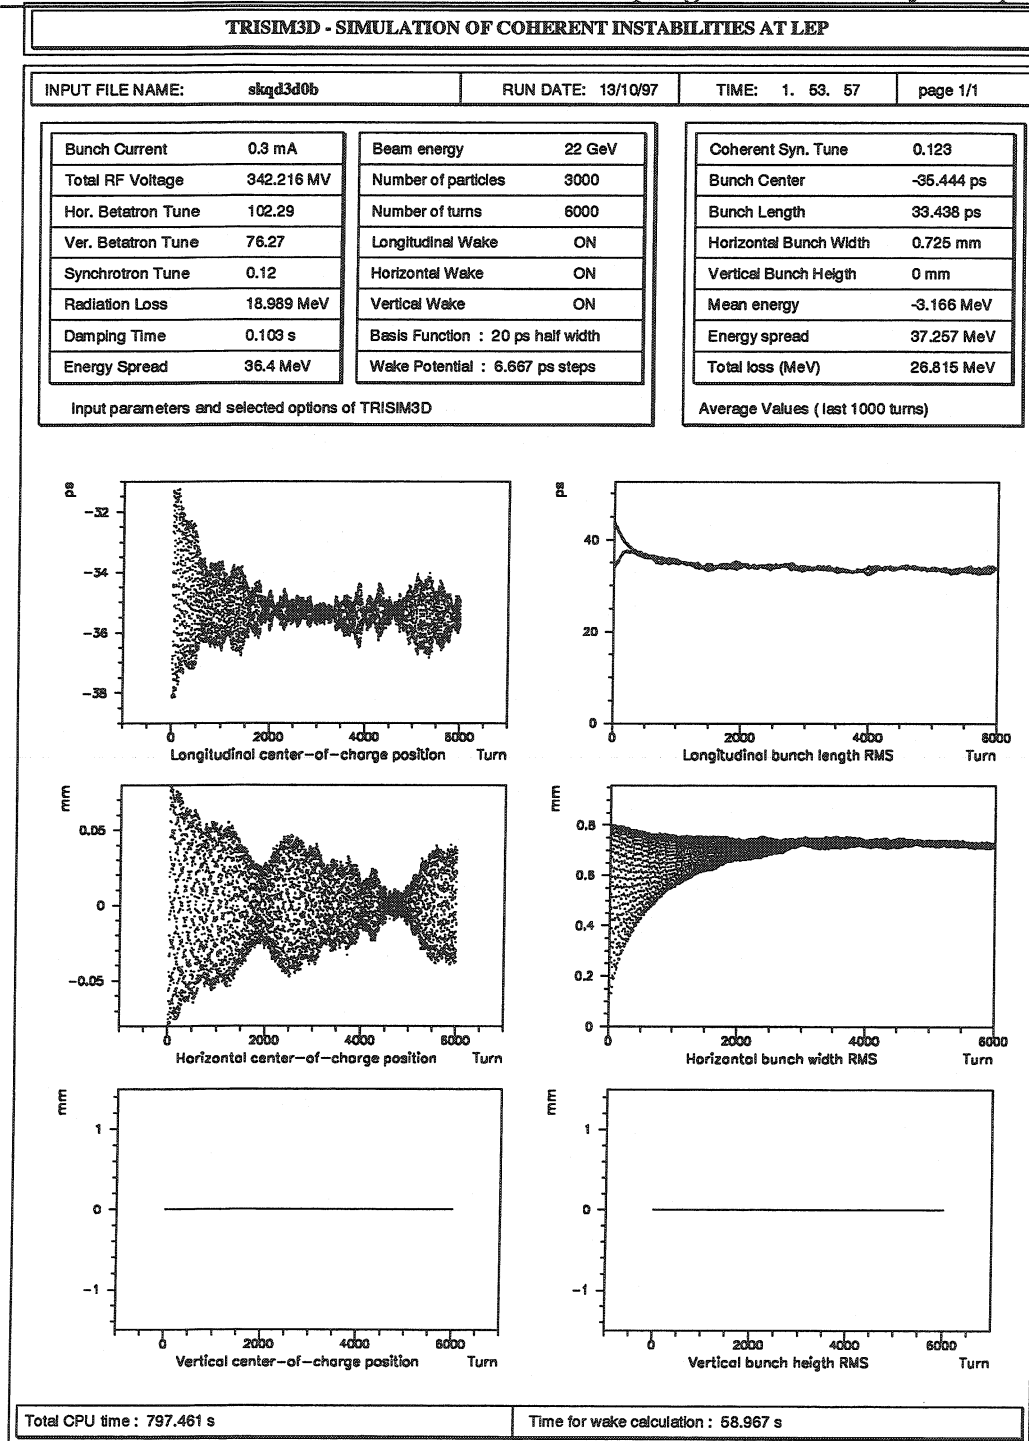 TRISIM3D - SIMULATION OF COHERENT INSTABILITIES AT LEP
INPUT FILE NAME: skqd3d0b RUN DATE: 13/10/97 TIME: 1. 53. 57 page 1/1
Bunch Current 0.3 mA
Total RF Voltage 342.216 MV
Hor. Betatron Tune 102.29
Ver. Betatron Tune 76.27
Synchrotron Tune 0.12
Radiation Loss 18.989 MeV
Damping Time 0.103 s
Energy Spread 36.4 MeV
Beam energy 22 GeV
Number of particles 3000
Number of turns 6000
Longitudinal Wake ON
Horizontal Wake ON
Vertical Wake ON
Basis Function : 20 ps half width
Wake Potential : 6.667 ps steps
Input parameters and selected options of TRISIM3D
Coherent Syn. Tune 0.123
Bunch Center -35.444 ps
Bunch Length 33.438 ps
Horizontal Bunch Width 0.725 mm
Vertical Bunch Heigth 0 mm
Mean energy -3.166 MeV
Energy spread 37.257 MeV
Total loss (MeV) 26.815 MeV
Average Values ( last 1000 turns)
ps
-32
-34
-36
-38
0 2000 4000 6000
Longitudinal center-of-charge position Turn
ps
40
20
0
0 2000 4000 6000
Longitudinal bunch length RMS Turn
mm
0.05
0
-0.05
0 2000 4000 6000
Horizontal center-of-charge position Turn
mm
0.8
0.6
0.4
0.2
0
0 2000 4000 6000
Horizontal bunch width RMS Turn
mm
1
0
-1
0 2000 4000 6000
Vertical center-of-charge position Turn
mm
1
0
-1
0 2000 4000 6000
Vertical bunch heigth RMS Turn
Total CPU time : 797.461 s
Time for wake calculation : 58.967 s